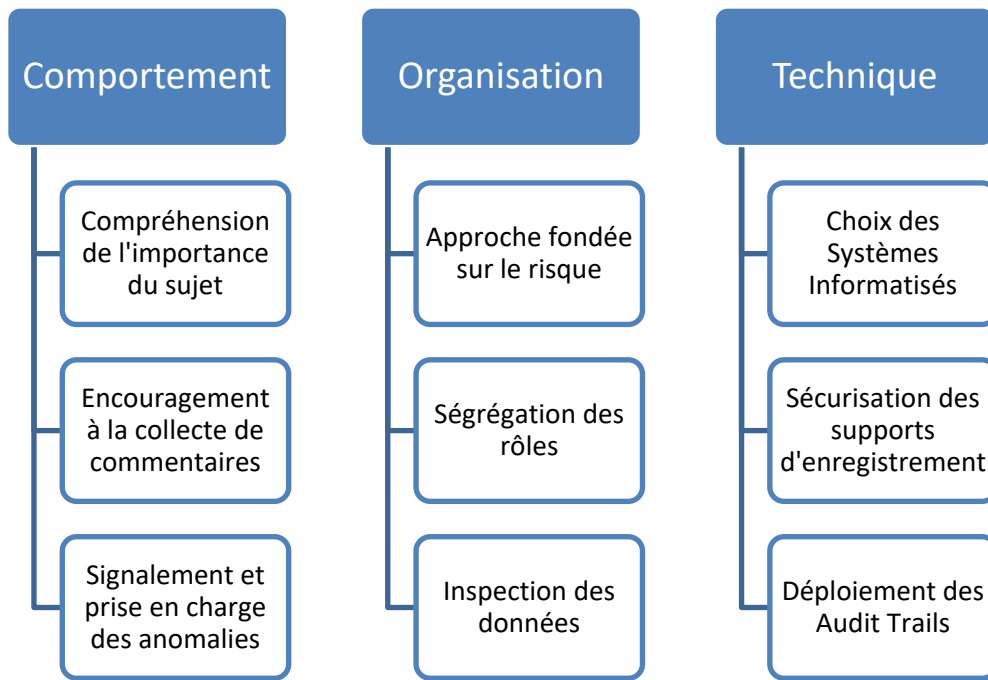 Comportement
Compréhension
de l'importance
du sujet
Encouragement
à la collecte de
commentaires
Signalement et
prise en charge
des anomalies
Organisation
Approche fondée
sur le risque
Ségrégation des
rôles
Inspection des
données
Technique
Choix des
Systèmes
Informatisés
Sécurisation des
supports
d'enregistrement
Déploiement des
Audit Trails